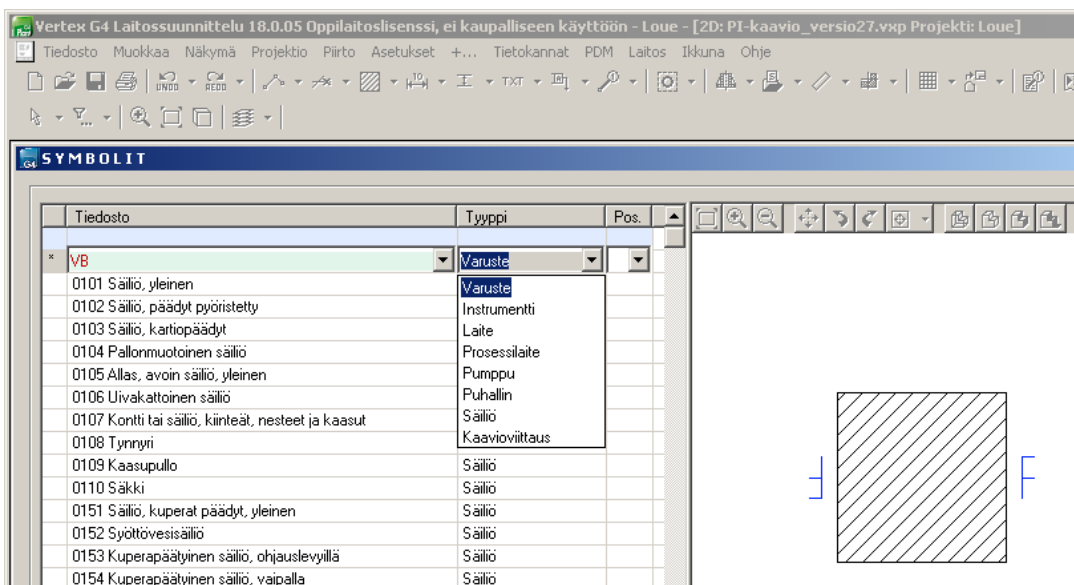 Vertex G4 Laitossuunnittelu 18.0.05 Oppilaitoslisenssi, ei kaupalliseen käyttöön - Loue - [2D: PI-kaavio_versio27.vxp Projekti: Loue]
Tiedosto Muokkaa Näkymä Projektio Piirto Asetukset +... Tietokannat PDM Laitos Ikkuna Ohje
UNDO REDO 10 TXT
G4 SYMBOLIT
Tiedosto Tyyppi Pos.
* VB Varuste
0101 Säiliö, yleinen Varuste
0102 Säiliö, päädyt pyöristetty Instrumentti
0103 Säiliö, kartiopäädyt Laite
0104 Pallonmuotoinen säiliö Prosessilaite
0105 Allas, avoin säiliö, yleinen Pumppu
0106 Uivakattoinen säiliö Puhallin
0107 Kontti tai säiliö, kiinteät, nesteet ja kaasut Säiliö
0108 Tynnyri Kaavioviittaus
0109 Kaasupullo Säiliö
0110 Säkki Säiliö
0151 Säiliö, kuperat päädyt, yleinen Säiliö
0152 Syöttövesisäiliö Säiliö
0153 Kuperapäätyinen säiliö, ohjauslevyillä Säiliö
0154 Kuperapäätyinen säiliö, vaipalla Säiliö